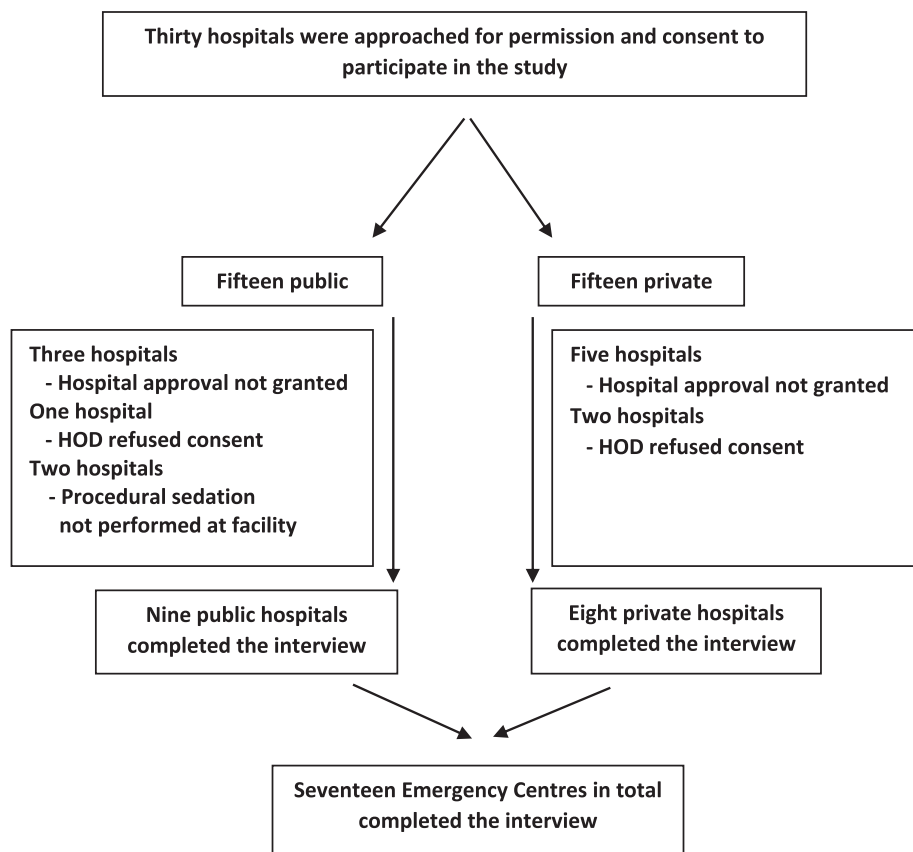 Thirty hospitals were approached for permission and consent to
participate in the study
Fifteen public
Fifteen private
Three hospitals
- Hospital approval not granted
One hospital
- HOD refused consent
Two hospitals
- Procedural sedation
not performed at facility
Five hospitals
- Hospital approval not granted
Two hospitals
- HOD refused consent
Nine public hospitals
completed the interview
Eight private hospitals
completed the interview
Seventeen Emergency Centres in total
completed the interview